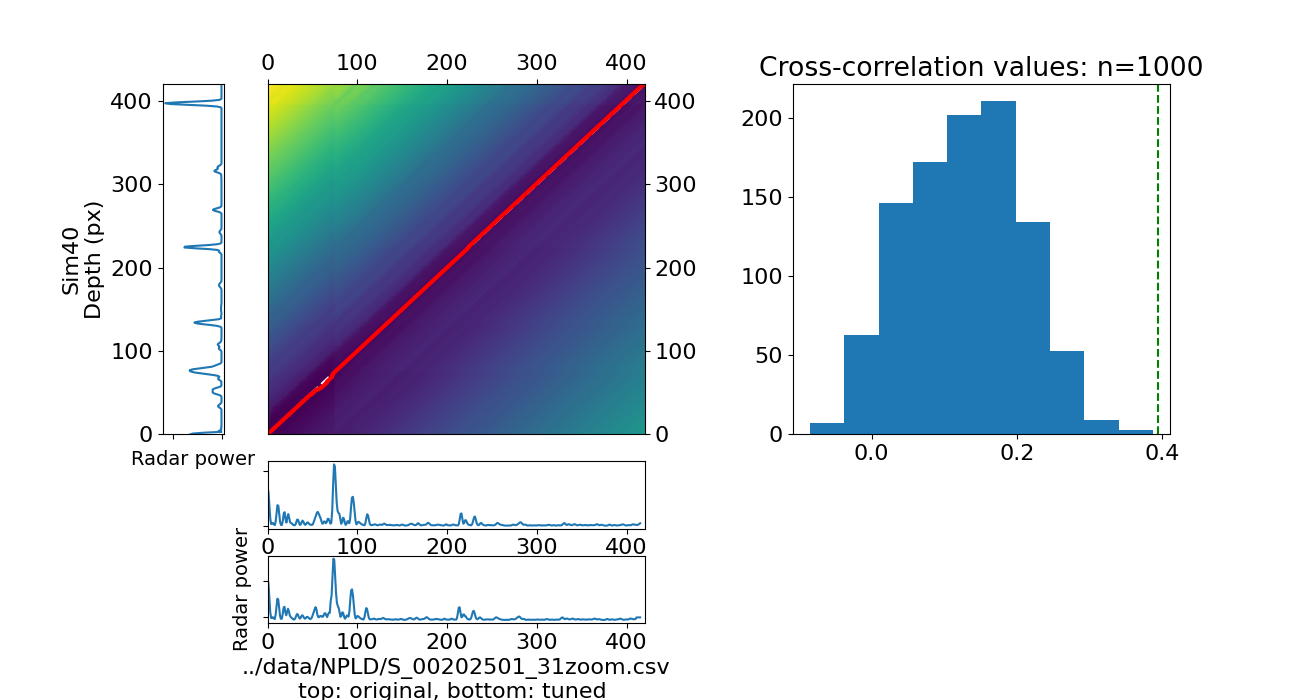 0 100 200 300 400
Cross-correlation values: n=1000
400 300 200 100 0
Sim40
Depth (px)
Radar power
400 300 200 100 0
200 150 100 50 0
0.0 0.2 0.4
0 100 200 300 400
Radar power
0 100 200 300 400
../data/NPLD/S_00202501_31zoom.csv
top: original, bottom: tuned